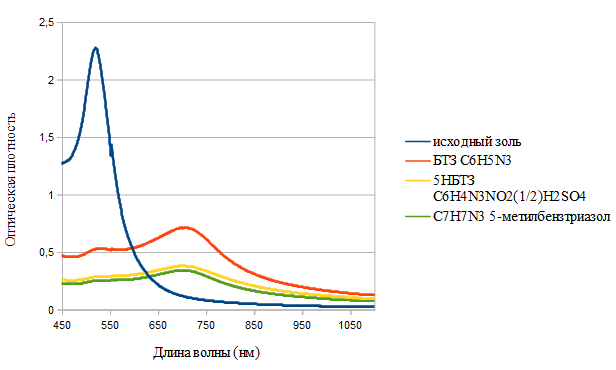 2,5
2
1,5
1
0,5
0
Оптическая плотность
450 550 650 750 850 950 1050
Длина волны (нм)
исходный золь
БТЗ C6H5N3
5НБТЗ
C6H4N3NO2(1/2)H2SO4
C7H7N3 5-метилбензтриазол